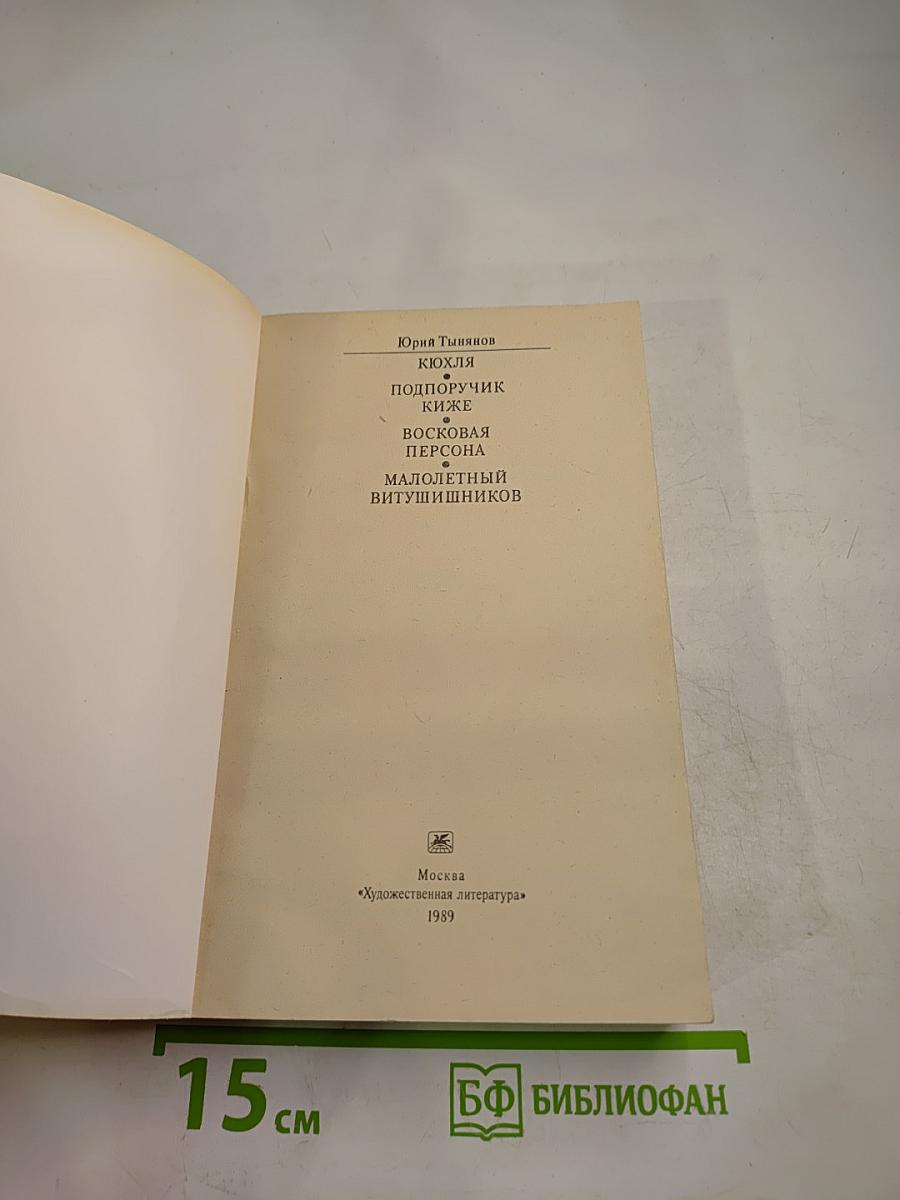 Юрий Тынянов
КЮХЛЯ
•
ПОДПОРУЧИК
КИЖЕ
•
ВОСКОВАЯ
ПЕРСОНА
•
МАЛОЛЕТНЫЙ
ВИТУШИШНИКОВ
Москва
«Художественная литература»
1989
15 см
БФ БИБЛИОФАН